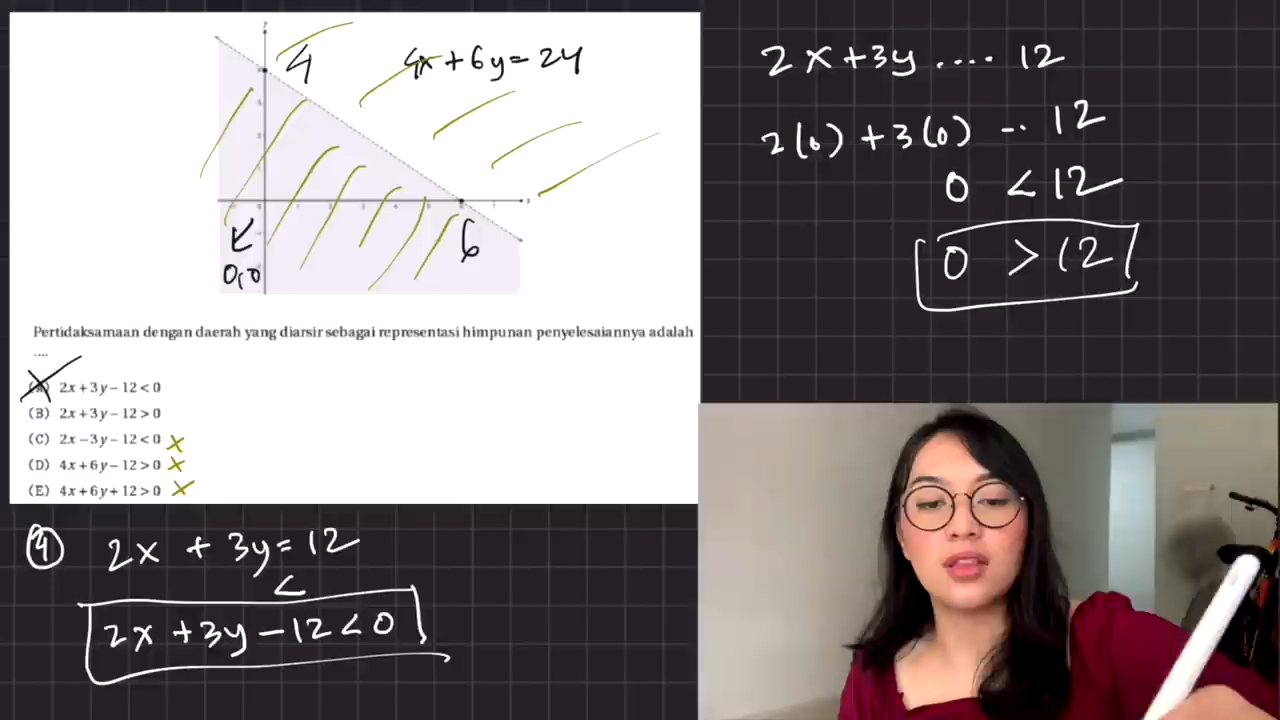 4
4x + 6y = 24
0,0
6
Pertidaksamaan dengan daerah yang diarsir sebagai representasi himpunan penyelesaiannya adalah
....
(A) 2x + 3y − 12 < 0
(B) 2x + 3y − 12 > 0
(C) 2x − 3y − 12 < 0
(D) 4x + 6y − 12 > 0
(E) 4x + 6y + 12 > 0
2x + 3y .... 12
2(0) + 3(0) ... 12
0 < 12
0 > 12
2x + 3y = 12
<
2x + 3y − 12 < 0